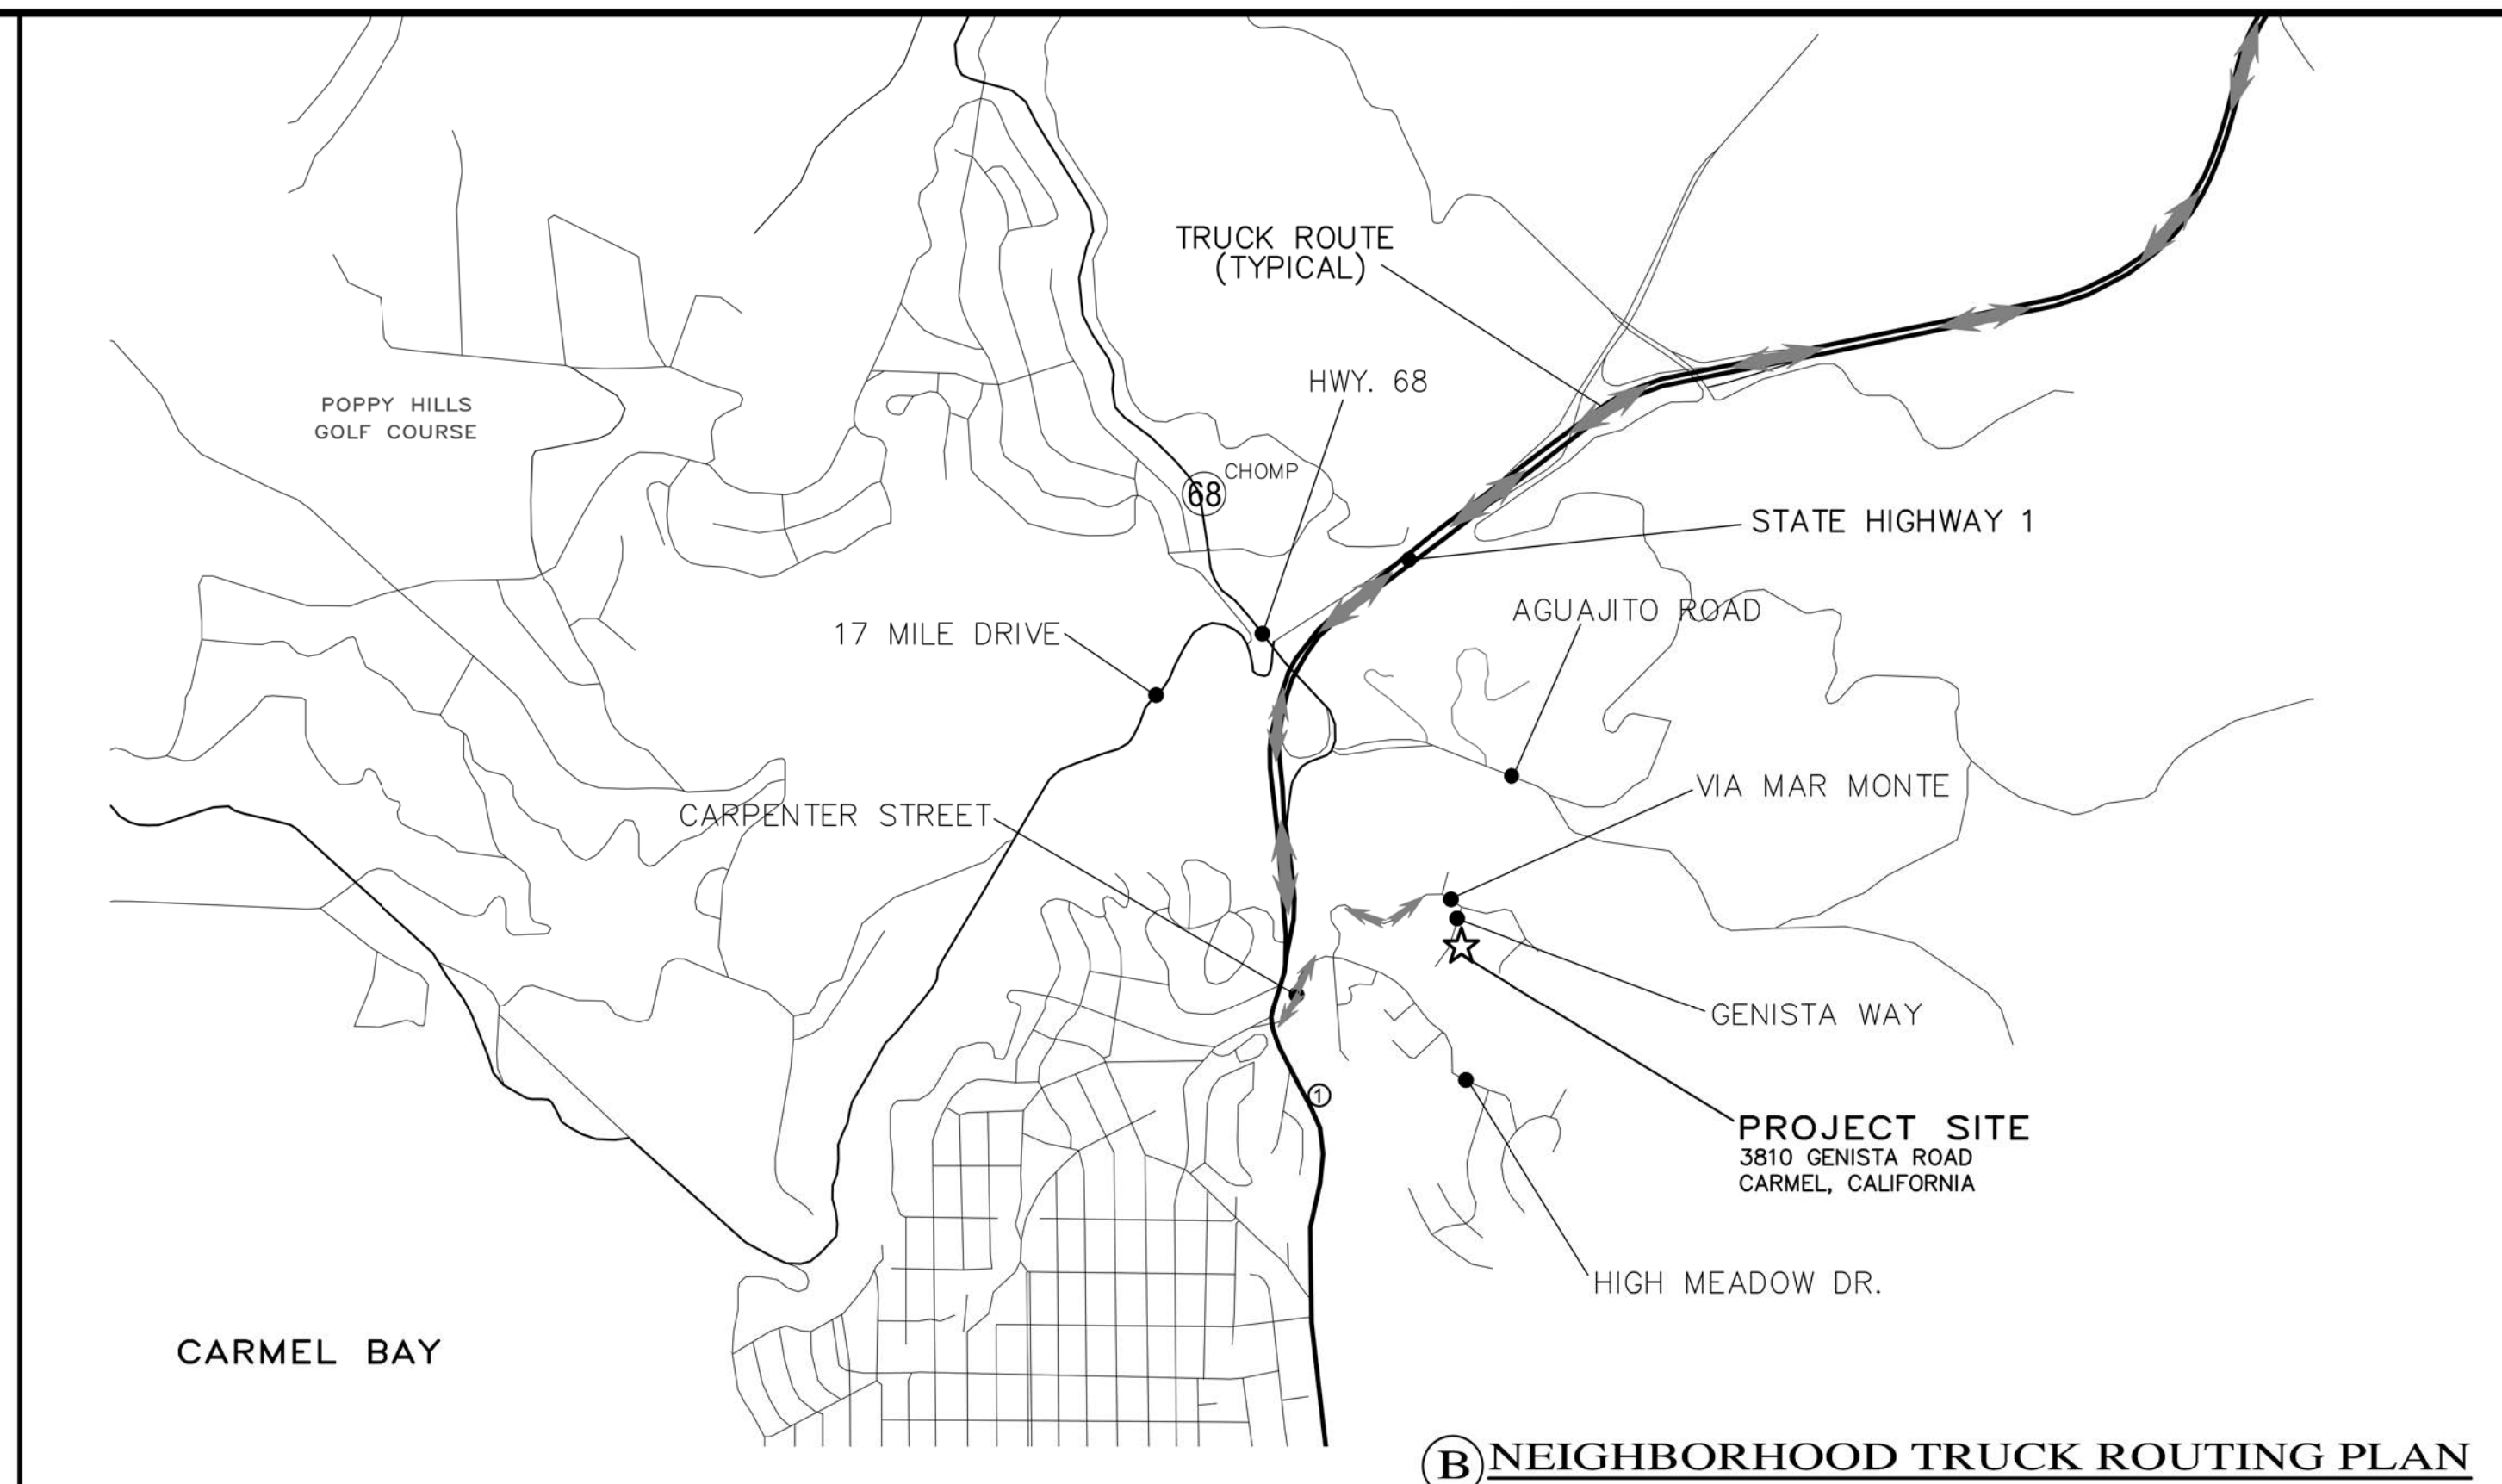 TRUCK ROUTE
(TYPICAL)
HWY. 68
POPPY HILLS
GOLF COURSE
CHOMP
68
STATE HIGHWAY 1
AGUAJITO ROAD
17 MILE DRIVE
VIA MAR MONTE
CARPENTER STREET
GENISTA WAY
1
PROJECT SITE
3810 GENISTA ROAD
CARMEL, CALIFORNIA
HIGH MEADOW DR.
CARMEL BAY
B NEIGHBORHOOD TRUCK ROUTING PLAN